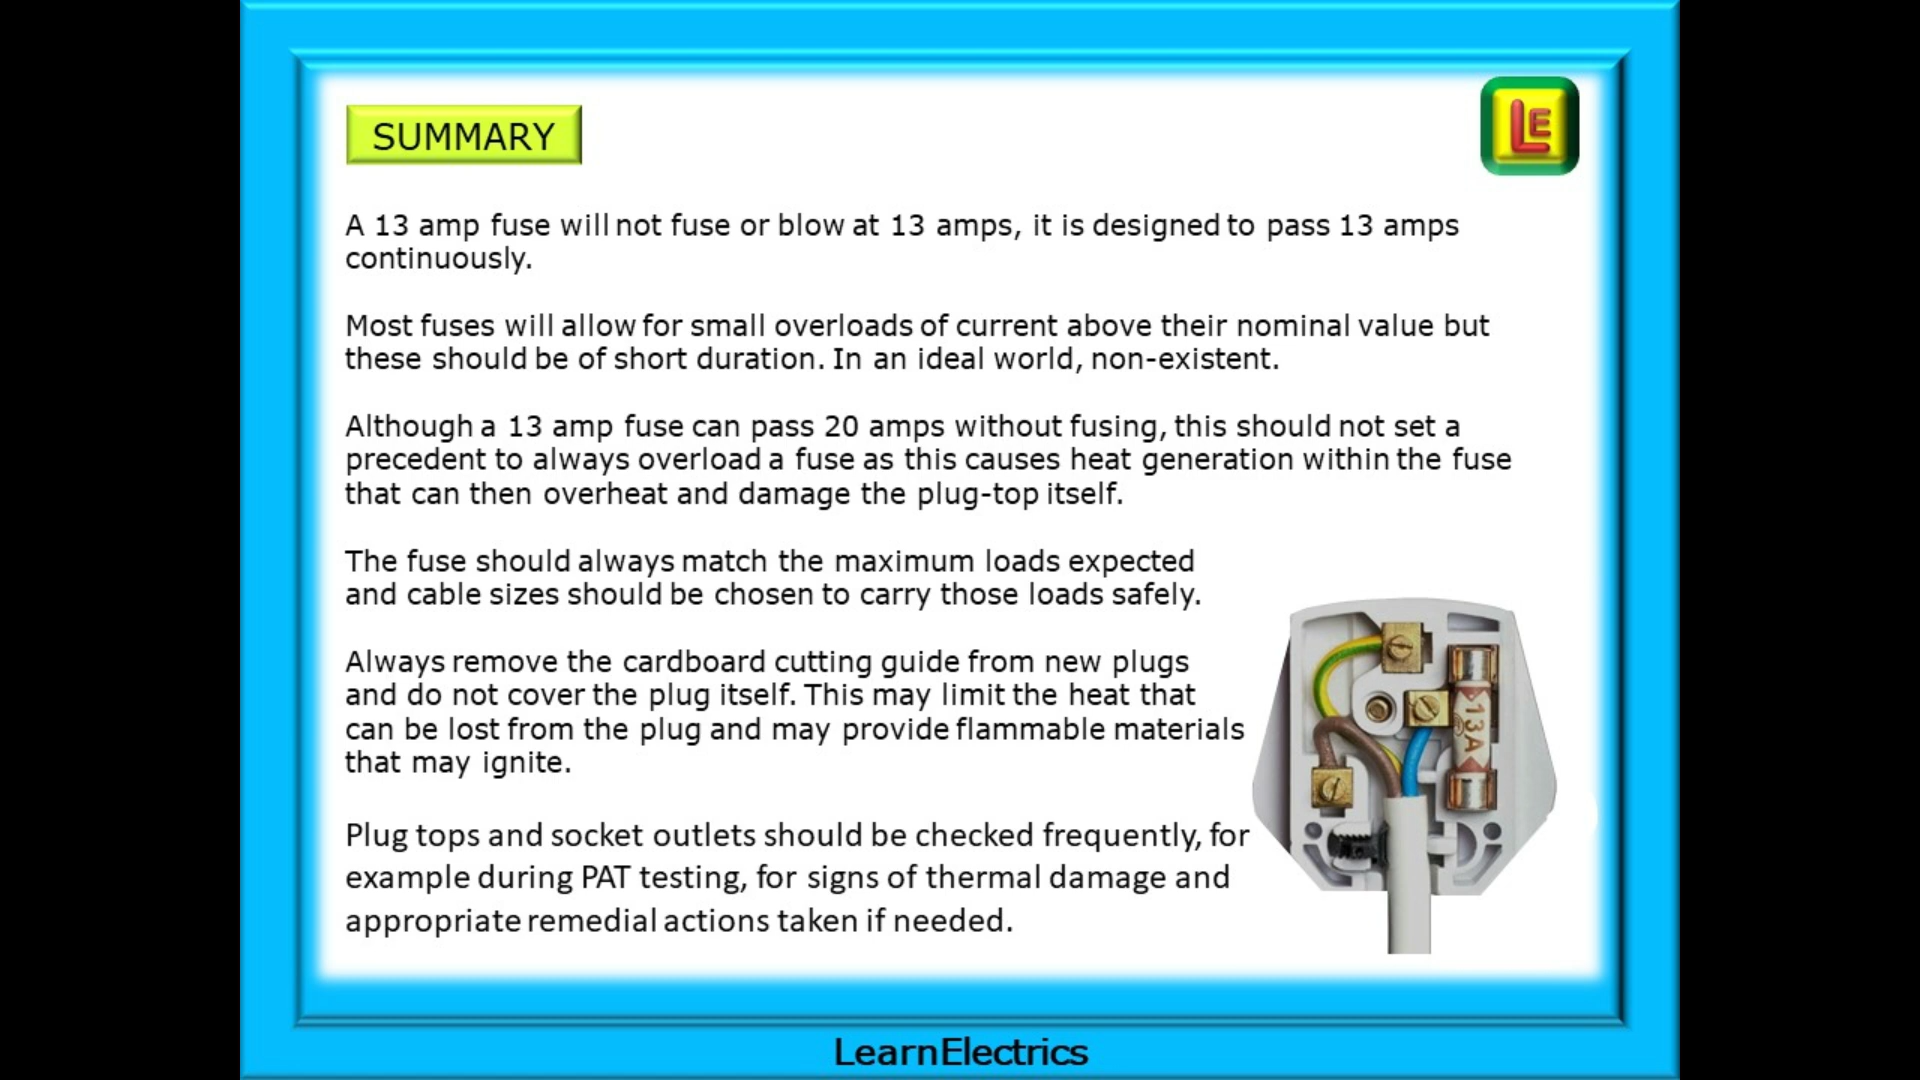 SUMMARY
LE
A 13 amp fuse will not fuse or blow at 13 amps, it is designed to pass 13 amps
continuously.
Most fuses will allow for small overloads of current above their nominal value but
these should be of short duration. In an ideal world, non-existent.
Although a 13 amp fuse can pass 20 amps without fusing, this should not set a
precedent to always overload a fuse as this causes heat generation within the fuse
that can then overheat and damage the plug-top itself.
The fuse should always match the maximum loads expected
and cable sizes should be chosen to carry those loads safely.
Always remove the cardboard cutting guide from new plugs
and do not cover the plug itself. This may limit the heat that
can be lost from the plug and may provide flammable materials
that may ignite.
13A
Plug tops and socket outlets should be checked frequently, for
example during PAT testing, for signs of thermal damage and
appropriate remedial actions taken if needed.
LearnElectrics